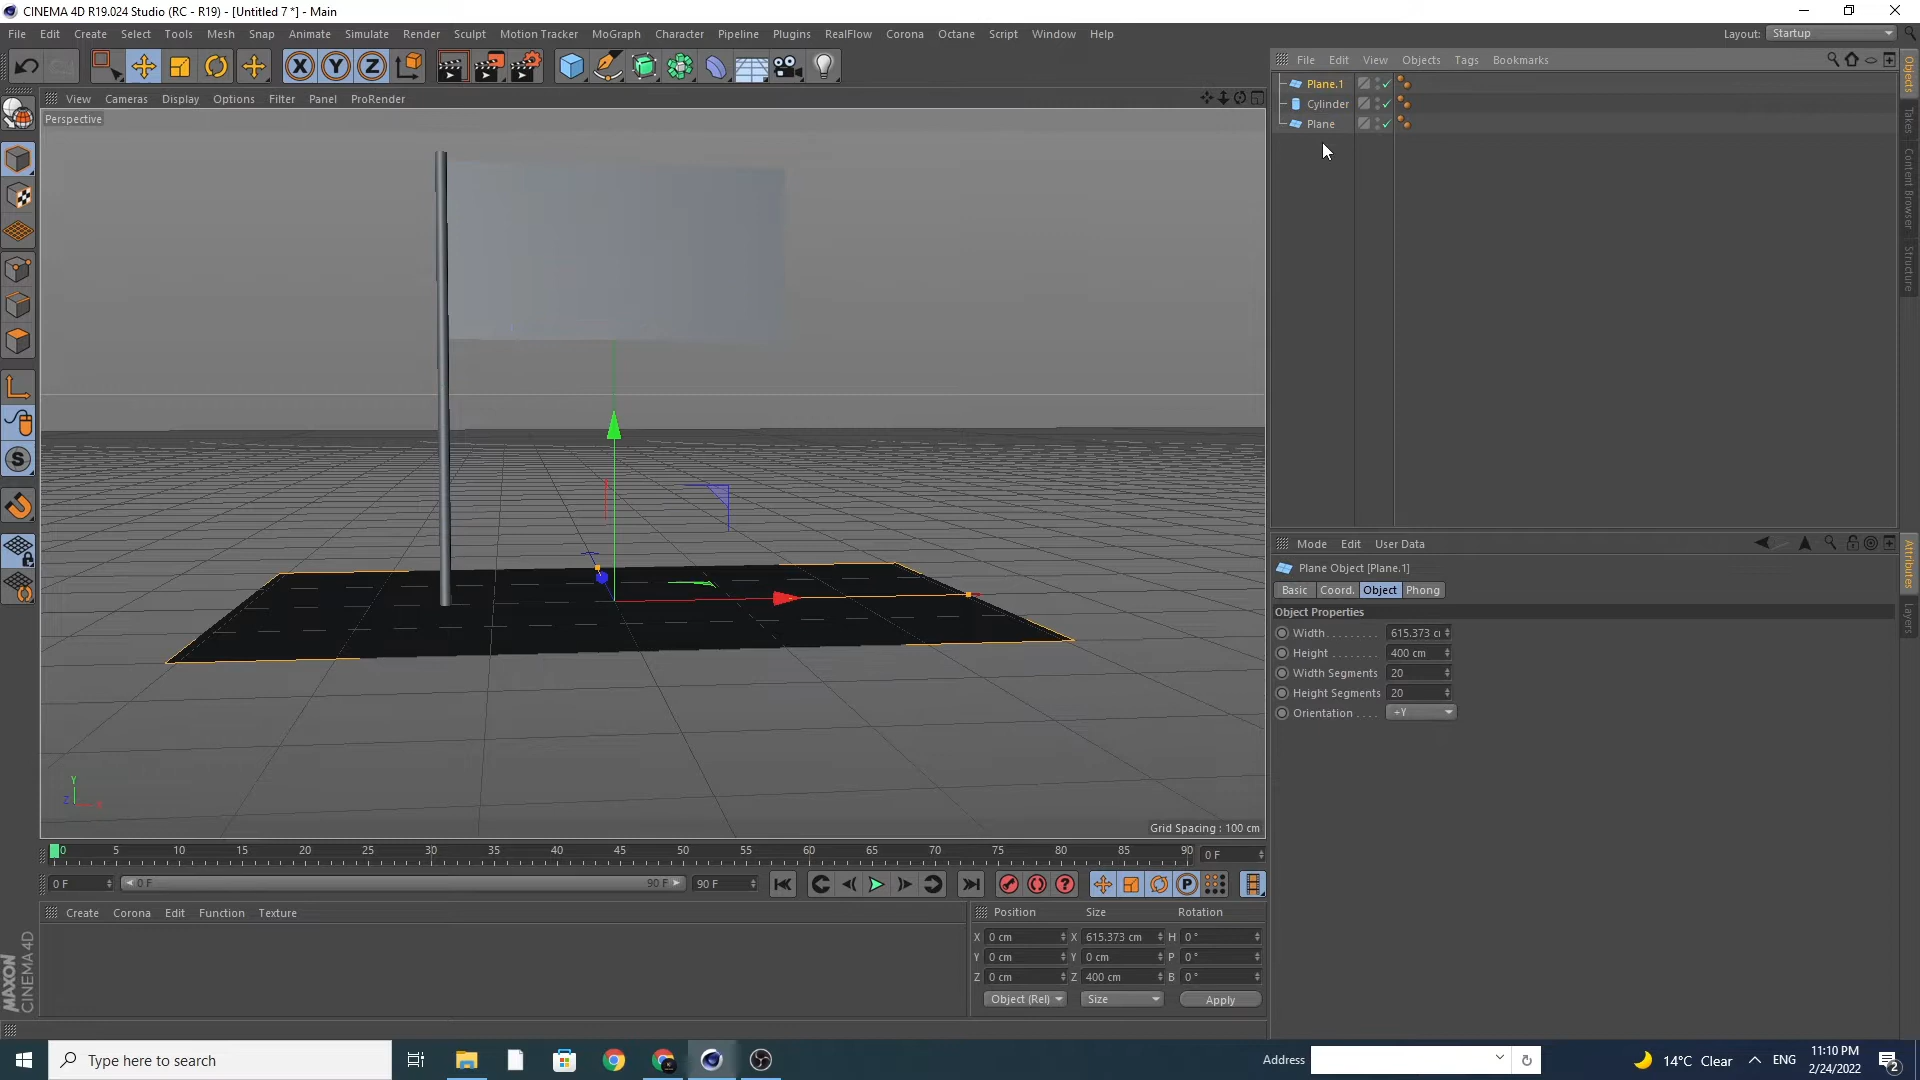 CINEMA 4D R19.024 Studio (RC - R19) - [Untitled 7 *] - Main
File Edit Create Select Tools Mesh Snap Animate Simulate Render Sculpt Motion Tracker MoGraph Character Pipeline Plugins RealFlow Corona Octane Script Window Help
Layout: Startup
View Cameras Display Options Filter Panel ProRender
Perspective
Y
Z
Grid Spacing : 100 cm
File Edit View Objects Tags Bookmarks
Plane.1
Cylinder
Plane
Objects
Takes
Content Browser
Structure
Mode Edit User Data
Plane Object [Plane.1]
Basic Coord. Object Phong
Object Properties
Width......... 615.373 c
Height ........ 400 cm
Width Segments 20
Height Segments 20
Orientation .... +Y
Attributes
Layers
0 5 10 15 20 25 30 35 40 45 50 55 60 65 70 75 80 85 90
0 F
0 F 0 F 90 F 90 F
Create Corona Edit Function Texture
Position Size Rotation
X 0 cm X 615.373 cm H 0 °
Y 0 cm Y 0 cm P 0 °
Z 0 cm Z 400 cm B 0 °
Object (Rel) Size Apply
MAXON
CINEMA 4D
Type here to search
Address
14°C Clear
ENG
11:10 PM
2/24/2022
2